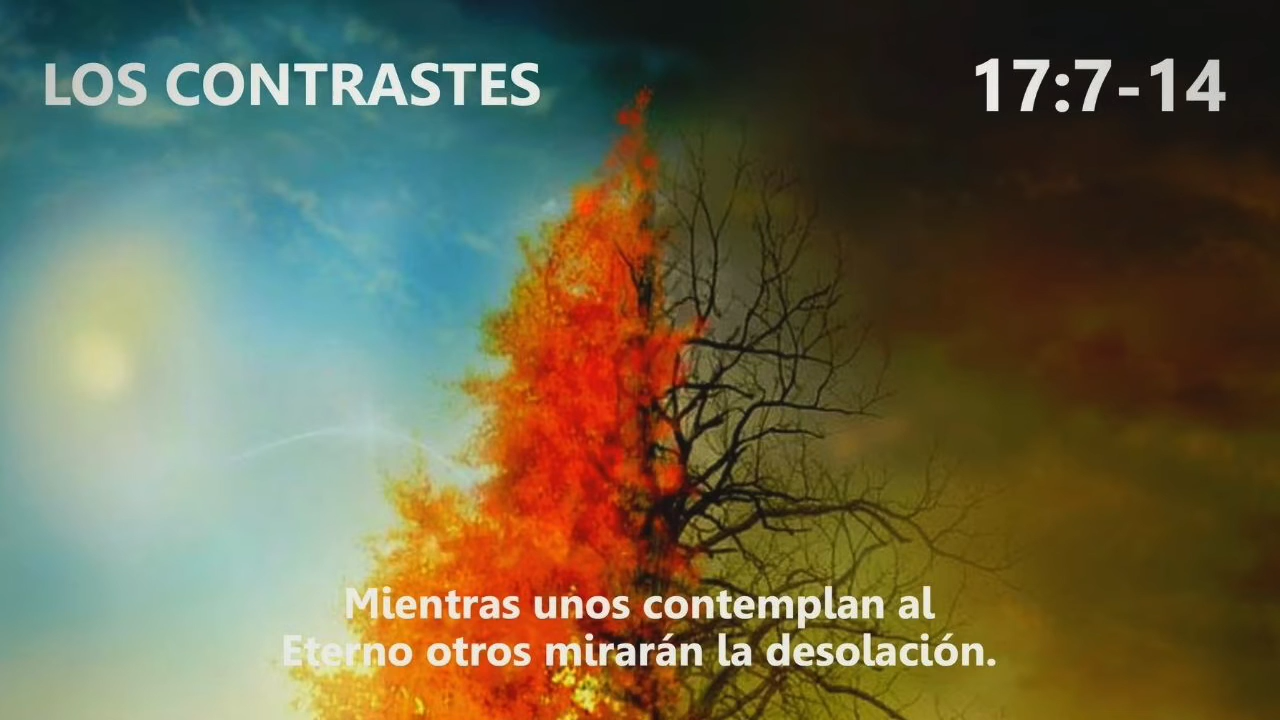 LOS CONTRASTES
17:7-14
Mientras unos contemplan al
Eterno otros mirarán la desolación.